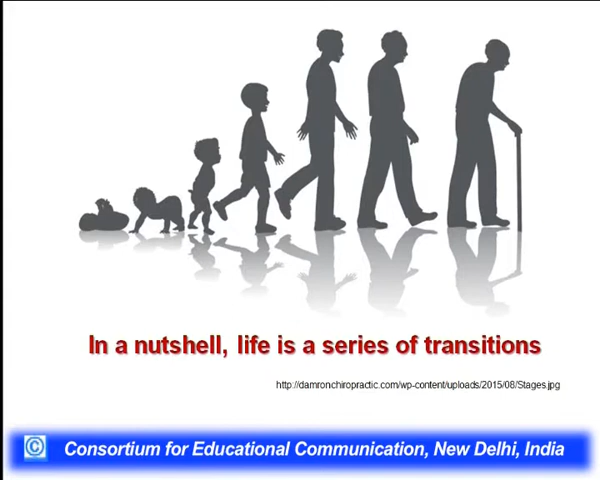 In a nutshell, life is a series of transitions
http://damronchiropractic.com/wp-content/uploads/2015/08/Stages.jpg
© Consortium for Educational Communication, New Delhi, India